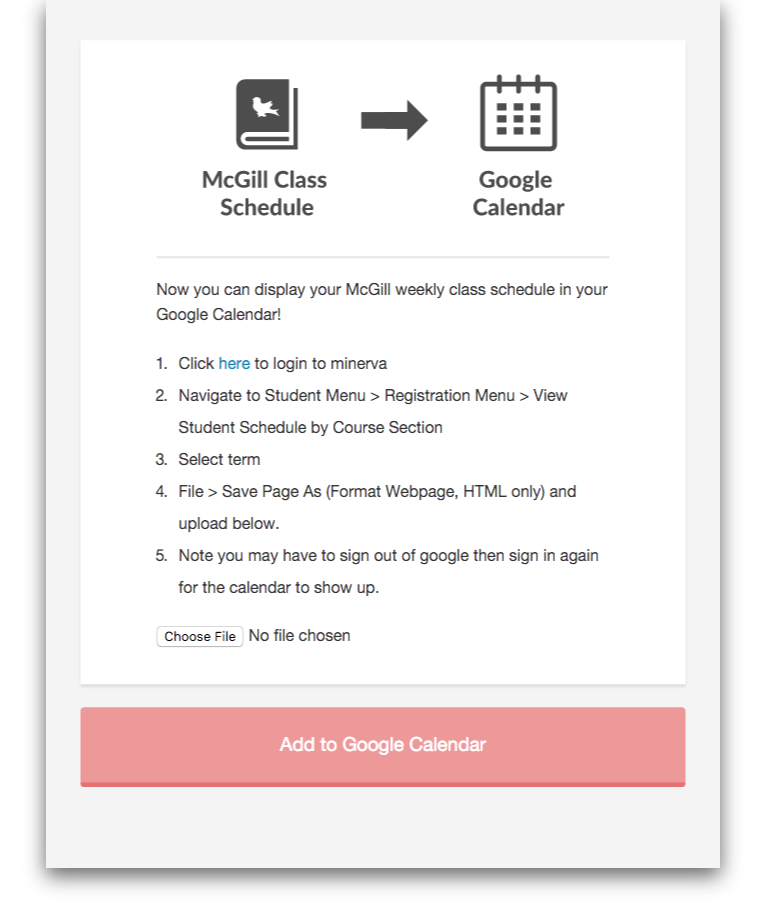 McGill Class
Schedule
Google
Calendar
Now you can display your McGill weekly class schedule in your
Google Calendar!
1. Click here to login to minerva
2. Navigate to Student Menu > Registration Menu > View
Student Schedule by Course Section
3. Select term
4. File > Save Page As (Format Webpage, HTML only) and
upload below.
5. Note you may have to sign out of google then sign in again
for the calendar to show up.
Choose File No file chosen
Add to Google Calendar